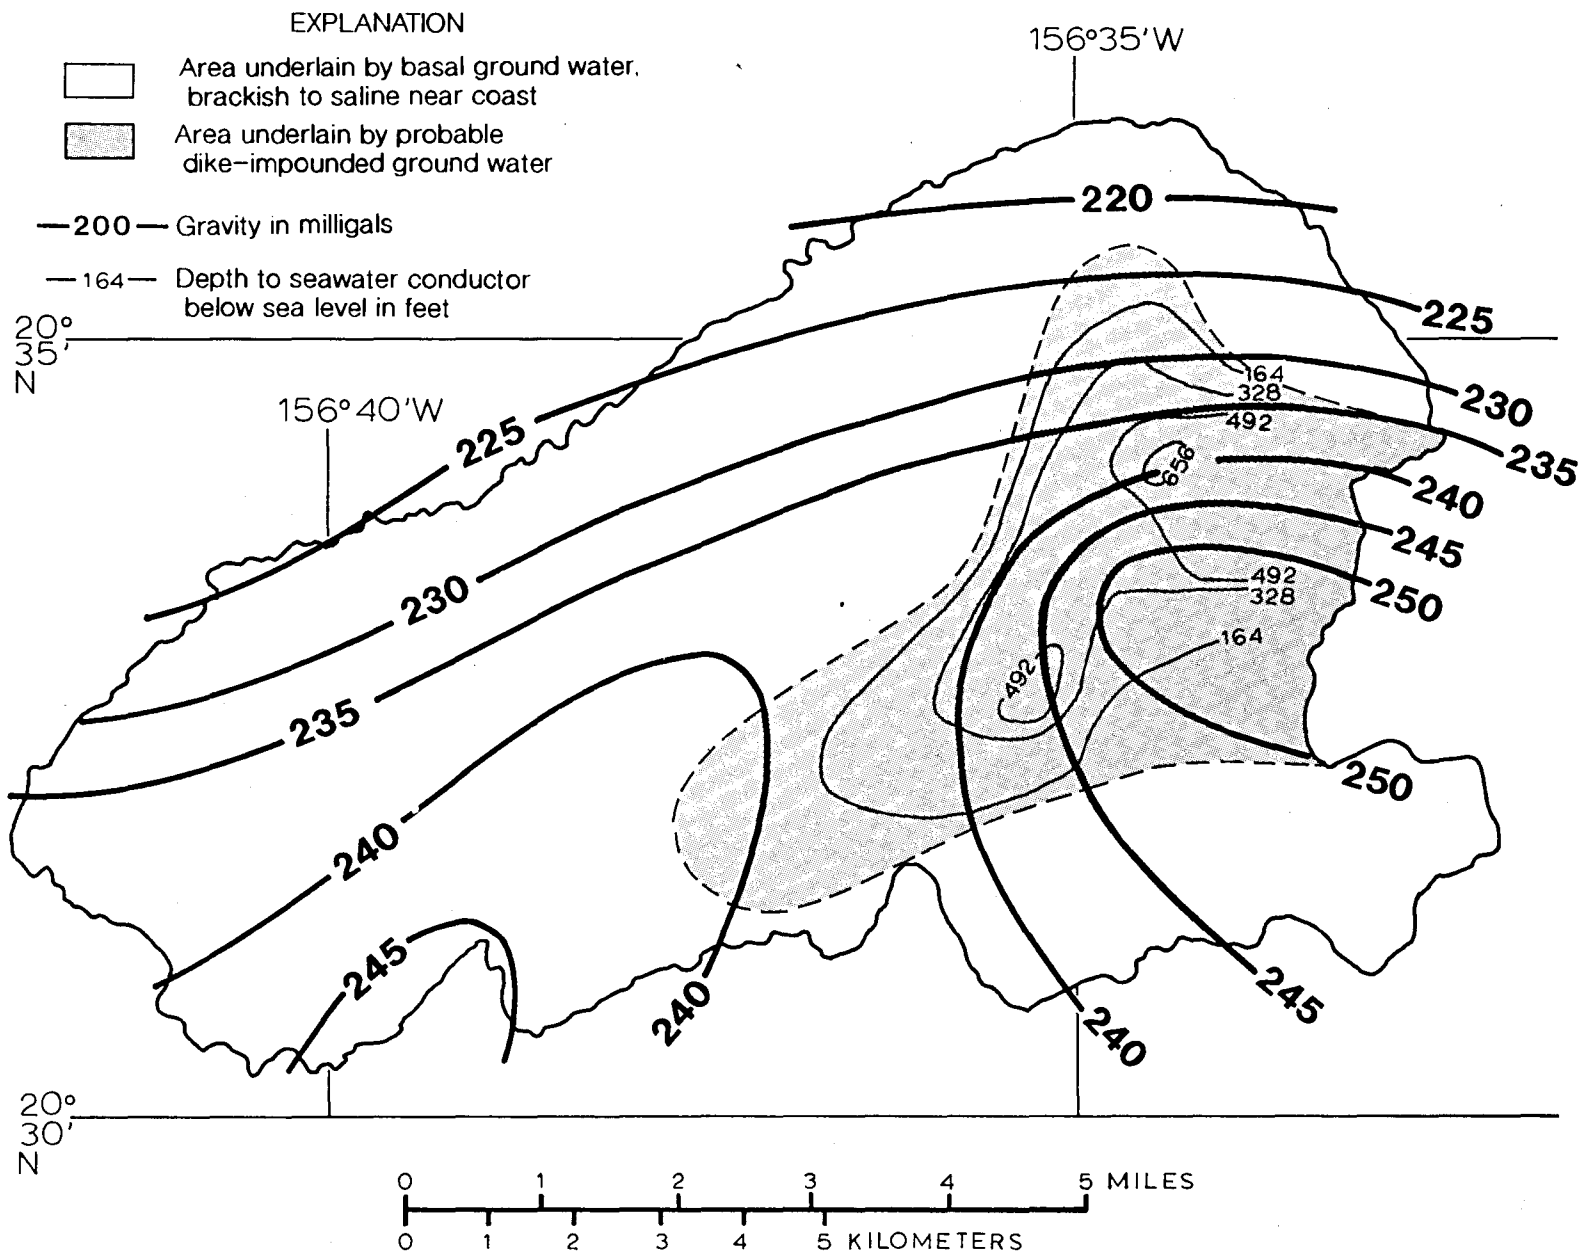 EXPLANATION
Area underlain by basal ground water,
brackish to saline near coast
Area underlain by probable
dike-impounded ground water
200 Gravity in milligals
164 Depth to seawater conductor
below sea level in feet
156°35'W
20°
35'
N
156°40'W
220
225
225
230
230
235
235
240
240
240
240
245
245
245
250
250
164
328
492
656
492
328
164
492
20°
30'
N
0 1 2 3 4 5 MILES
0 1 2 3 4 5 KILOMETERS